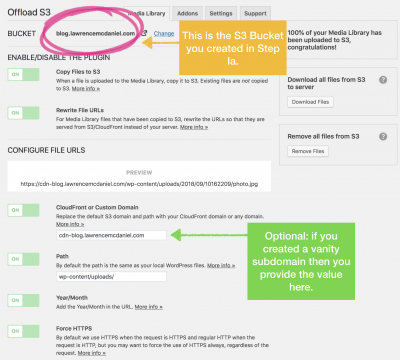 Offload S3
Media Library
Addons
Settings
Support
BUCKET
blog.lawrencemcdaniel.com
Change
This is the S3 Bucket
you created in Step
Ia.
100% of your Media Library has
been uploaded to S3,
congratulations!
ENABLE/DISABLE THE PLUGIN
ON
Copy Files to S3
When a file is uploaded to the Media Library, copy it to S3. Existing files are not copied
to S3. More info »
Download all files from S3
to server
Download Files
ON
Rewrite File URLs
For Media Library files that have been copied to S3, rewrite the URLs so that they are
served from S3/CloudFront instead of your server. More info »
Remove all files from S3
Remove Files
CONFIGURE FILE URLS
PREVIEW
https://cdn-blog.lawrencemcdaniel.com/wp-content/uploads/2018/09/10162209/photo.jpg
ON
CloudFront or Custom Domain
Replace the default S3 domain and path with your CloudFront domain or any domain.
More info »
cdn-blog.lawrencemcdaniel.com
Optional: if you
created a vanity
subdomain then you
provide the value
here.
ON
Path
By default the path is the same as your local WordPress files. More info »
wp-content/uploads/
ON
Year/Month
Add the Year/Month in the URL. More info »
ON
Force HTTPS
By default we use HTTPS when the request is HTTPS and regular HTTP when the
request is HTTP, but you may want to force the use of HTTPS always, regardless of the
request. More info »